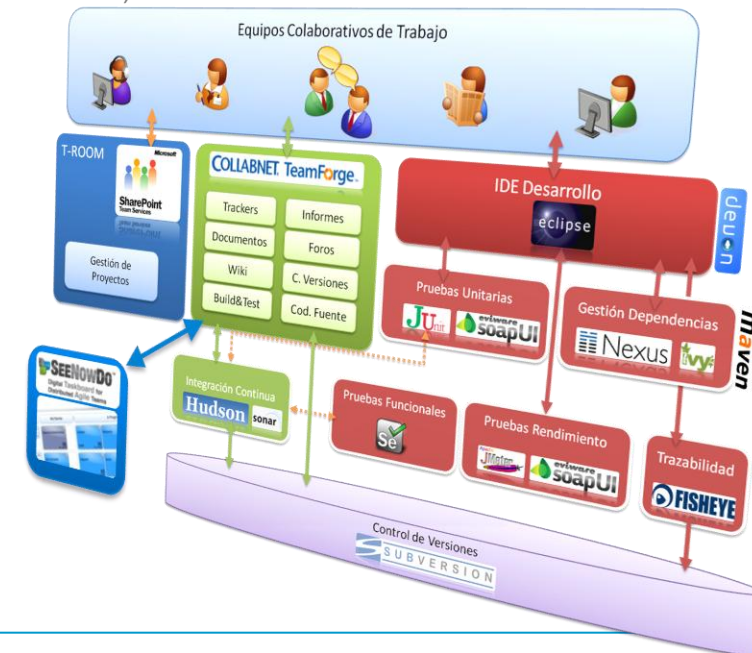 Equipos Colaborativos de Trabajo
T-ROOM
Microsoft
SharePoint
Team Services
Gestión de
Proyectos
COLLABNET TeamForge
Trackers
Informes
Documentos
Foros
Wiki
C. Versiones
Build&Test
Cod. Fuente
IDE Desarrollo
eclipse
devon
Pruebas Unitarias
JUnit
eviware
soapUI
Gestión Dependencias
Nexus
ivy
maven
SEENOWDO
Digital Taskboard for
Distributed Agile Teams
Integración Continua
Hudson
sonar
Pruebas Funcionales
Se
Pruebas Rendimiento
JMeter
eviware
soapUI
Trazabilidad
FISHEYE
Control de Versiones
SUBVERSION